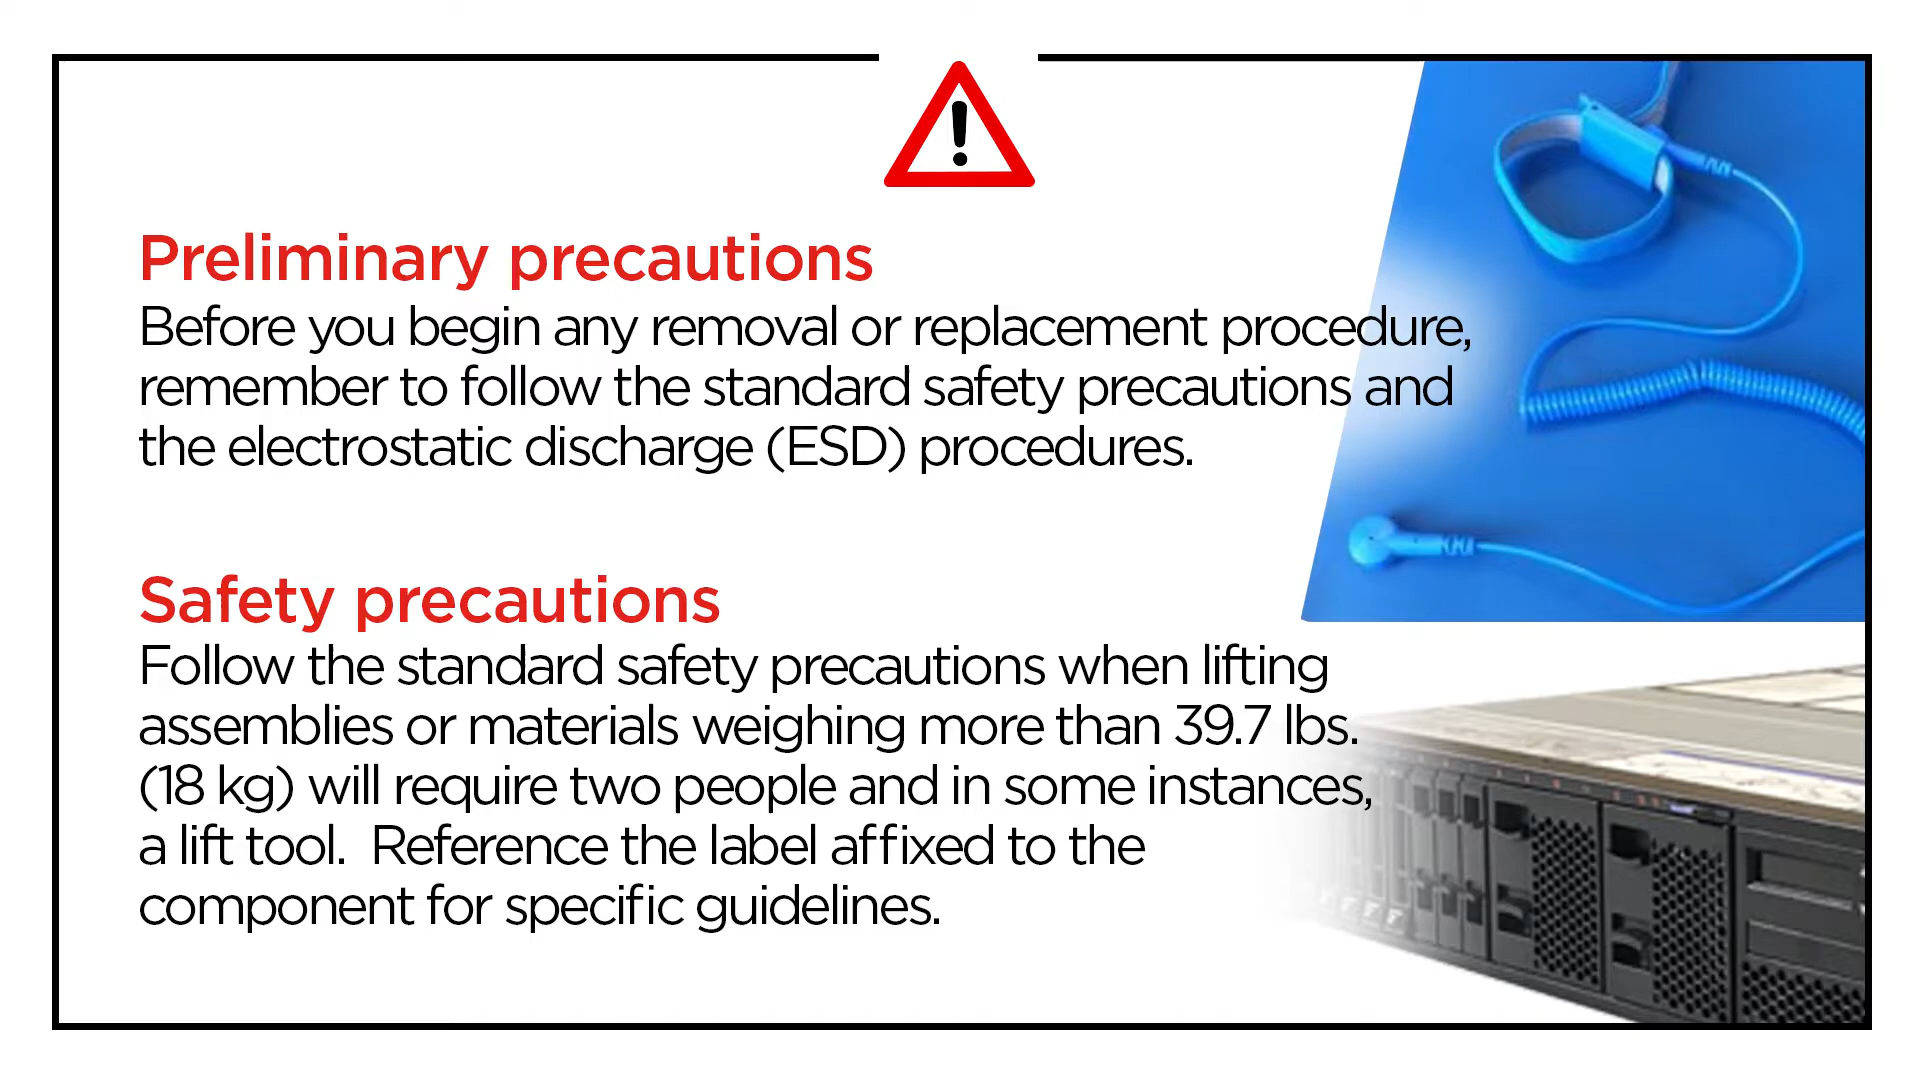 Preliminary precautions
Before you begin any removal or replacement procedure,
remember to follow the standard safety precautions and
the electrostatic discharge (ESD) procedures.
Safety precautions
Follow the standard safety precautions when lifting
assemblies or materials weighing more than 39.7 lbs.
(18 kg) will require two people and in some instances,
a lift tool.  Reference the label affixed to the
component for specific guidelines.